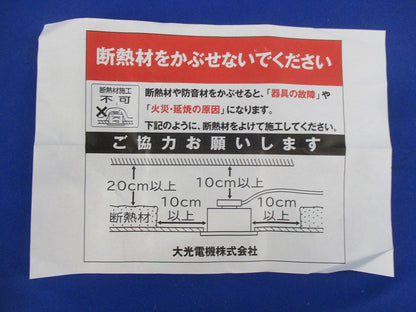 断熱材をかぶせないでください
断熱材施工
不可
断熱材や防音材をかぶせると、「器具の故障」や
「火災・延焼の原因」になります。
下記のように、断熱材をよけて施工してください。
ご協力お願いします
20cm以上 10cm以上
断熱材 10cm以上 10cm以上
大光電機株式会社